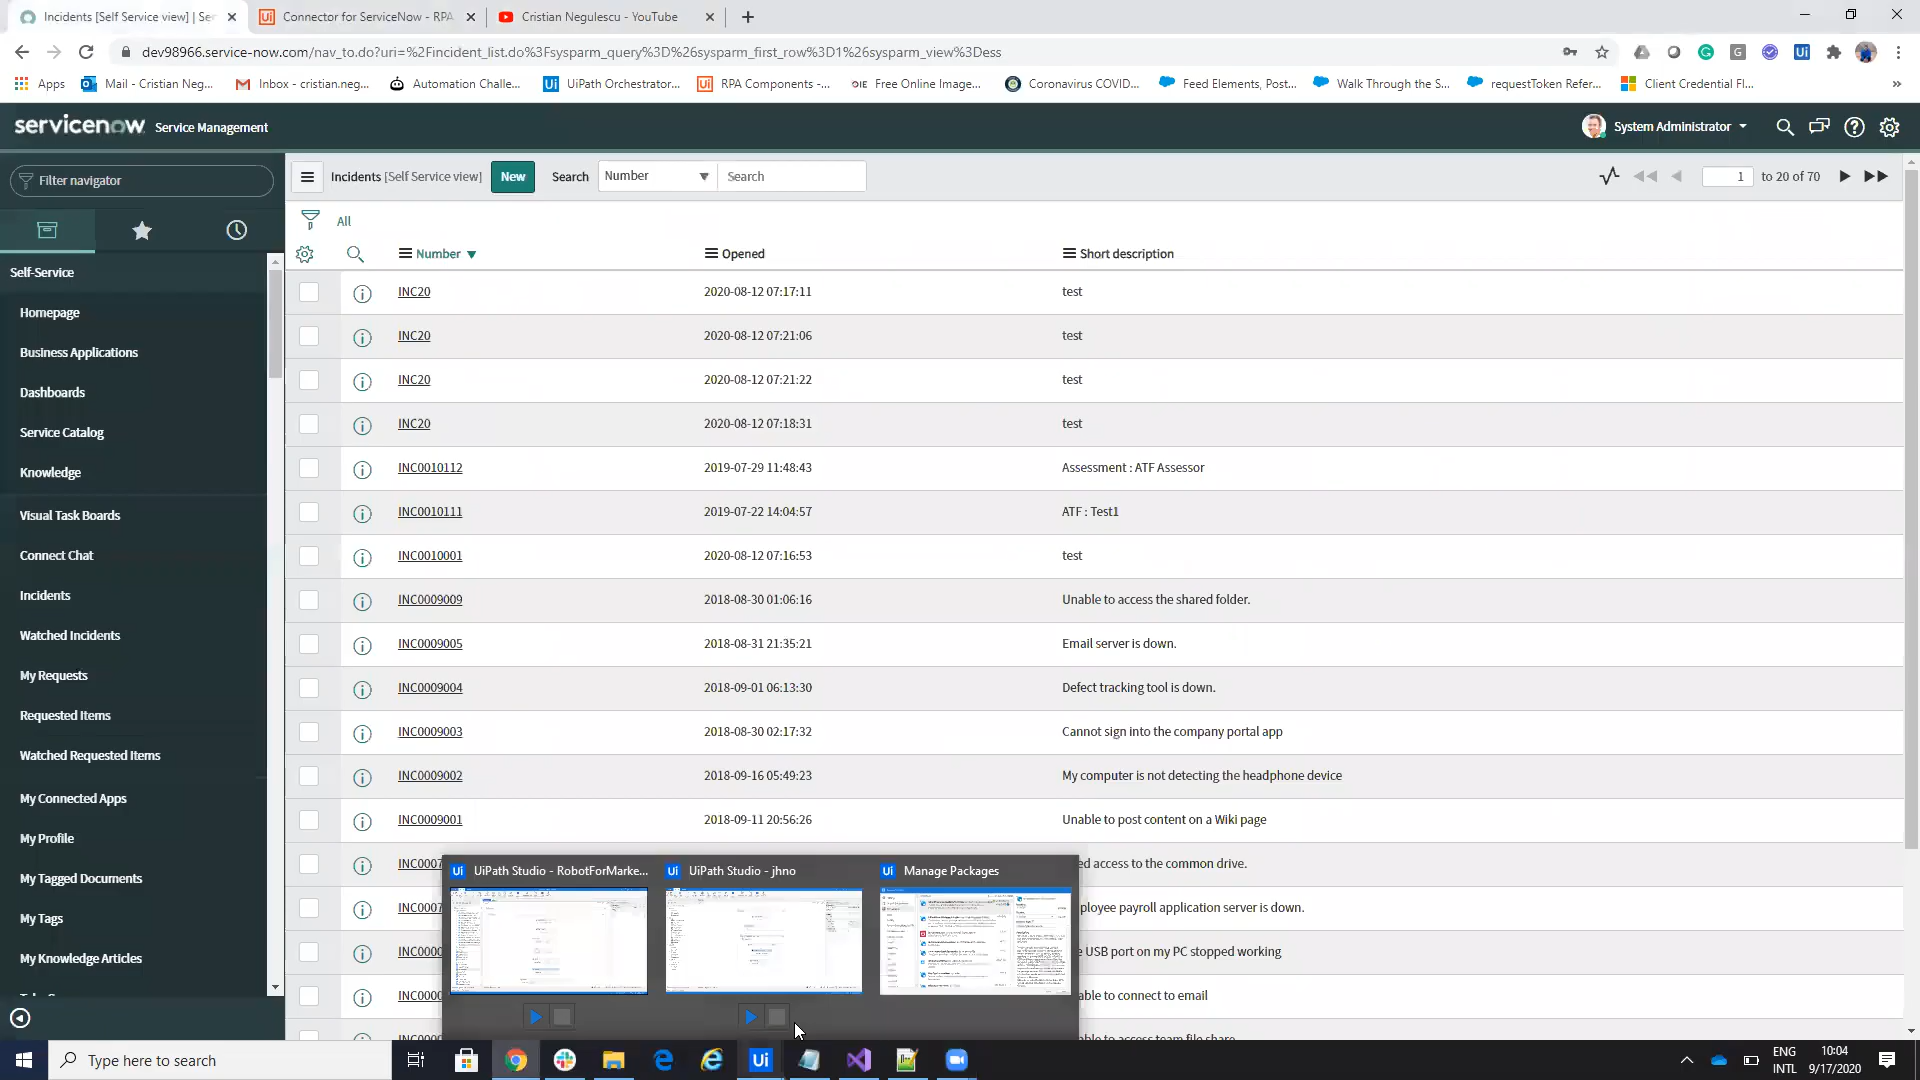 Incidents [Self Service view] | Ser
Connector for ServiceNow - RPA
Cristian Negulescu - YouTube
dev98966.service-now.com/nav_to.do?uri=%2Fincident_list.do%3Fsysparm_query%3D%26sysparm_first_row%3D1%26sysparm_view%3Dess
Apps
Mail - Cristian Neg...
Inbox - cristian.neg...
Automation Challe...
UiPath Orchestrator...
RPA Components -...
Free Online Image...
Coronavirus COVID...
Feed Elements, Post...
Walk Through the S...
requestToken Refer...
Client Credential Fl...
servicenow Service Management
System Administrator
Filter navigator
Self-Service
Homepage
Business Applications
Dashboards
Service Catalog
Knowledge
Visual Task Boards
Connect Chat
Incidents
Watched Incidents
My Requests
Requested Items
Watched Requested Items
My Connected Apps
My Profile
My Tagged Documents
My Tags
My Knowledge Articles
Incidents [Self Service view] New Search Number Search
1 to 20 of 70
All
Number Opened Short description
INC20 2020-08-12 07:17:11 test
INC20 2020-08-12 07:21:06 test
INC20 2020-08-12 07:21:22 test
INC20 2020-08-12 07:18:31 test
INC0010112 2019-07-29 11:48:43 Assessment : ATF Assessor
INC0010111 2019-07-22 14:04:57 ATF : Test1
INC0010001 2020-08-12 07:16:53 test
INC0009009 2018-08-30 01:06:16 Unable to access the shared folder.
INC0009005 2018-08-31 21:35:21 Email server is down.
INC0009004 2018-09-01 06:13:30 Defect tracking tool is down.
INC0009003 2018-08-30 02:17:32 Cannot sign into the company portal app
INC0009002 2018-09-16 05:49:23 My computer is not detecting the headphone device
INC0009001 2018-09-11 20:56:26 Unable to post content on a Wiki page
INC0007 ed access to the common drive.
INC0007 ployee payroll application server is down.
INC0000 e USB port on my PC stopped working
INC0000 able to connect to email
able to access team file share
UiPath Studio - RobotForMarke...
UiPath Studio - jhno
Manage Packages
Type here to search
ENG
INTL
10:04
9/17/2020